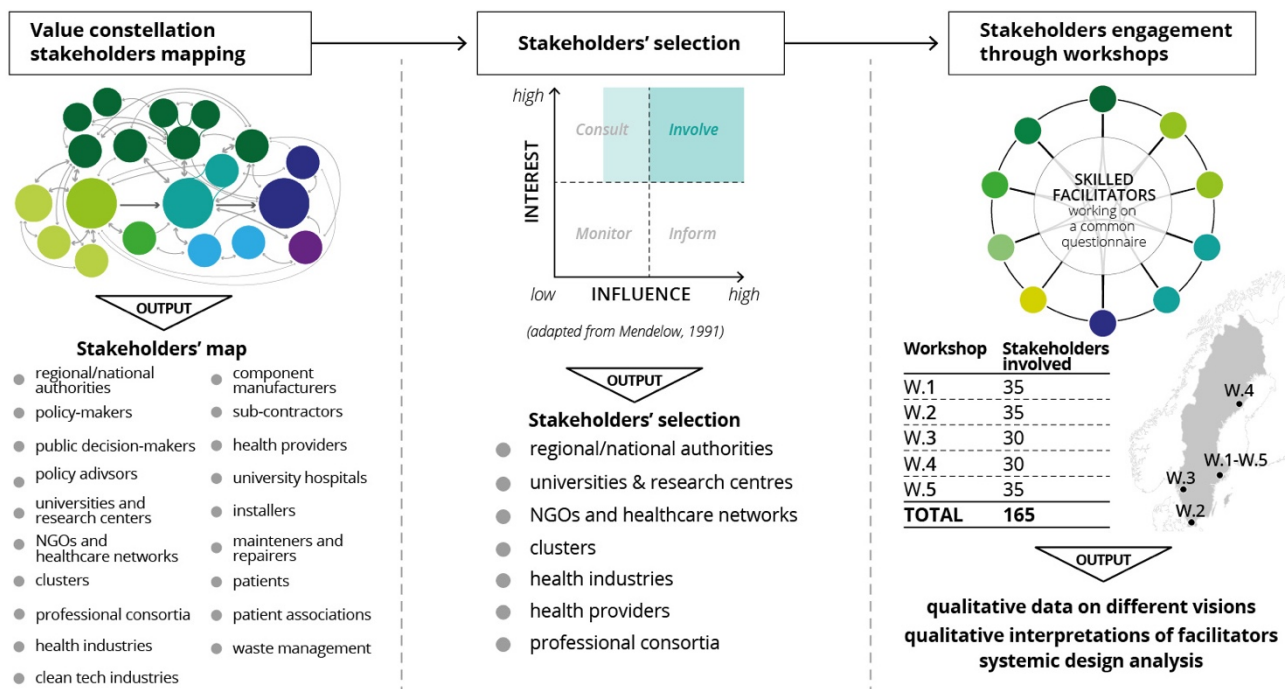 Value constellation
stakeholders mapping
OUTPUT
Stakeholders' map
regional/national
authorities
policy-makers
public decision-makers
policy adivsors
universities and
research centers
NGOs and
healthcare networks
clusters
professional consortia
health industries
clean tech industries
component
manufacturers
sub-contractors
health providers
university hospitals
installers
mainteners and
repairers
patients
patient associations
waste management
Stakeholders' selection
high
Consult
Involve
INTEREST
Monitor
Inform
low
INFLUENCE
high
(adapted from Mendelow, 1991)
OUTPUT
Stakeholders' selection
regional/national authorities
universities & research centres
NGOs and healthcare networks
clusters
health industries
health providers
professional consortia
Stakeholders engagement
through workshops
SKILLED
FACILITATORS
working on
a common
questionnaire
Workshop Stakeholders
involved
W.1 35
W.2 35
W.3 30
W.4 30
W.5 35
TOTAL 165
W.4
W.1-W.5
W.3
W.2
OUTPUT
qualitative data on different visions
qualitative interpretations of facilitators
systemic design analysis